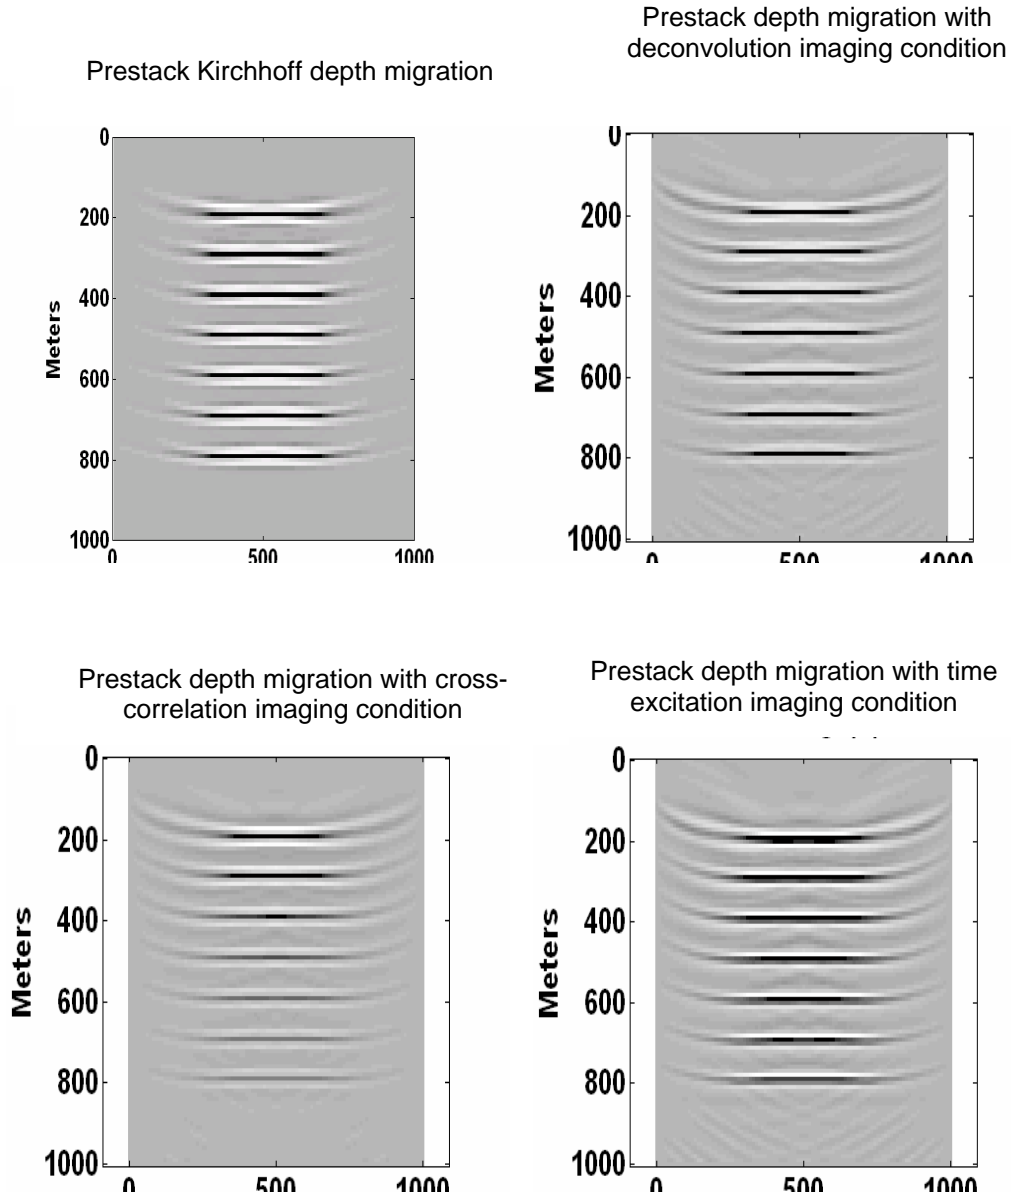 Prestack Kirchhoff depth migration
0
200
400
600
800
1000
Meters
0 500 1000
Prestack depth migration with
deconvolution imaging condition
0
200
400
600
800
1000
Meters
0 500 1000
Prestack depth migration with cross-
correlation imaging condition
0
200
400
600
800
1000
Meters
0 500 1000
Prestack depth migration with time
excitation imaging condition
0
200
400
600
800
1000
Meters
0 500 1000